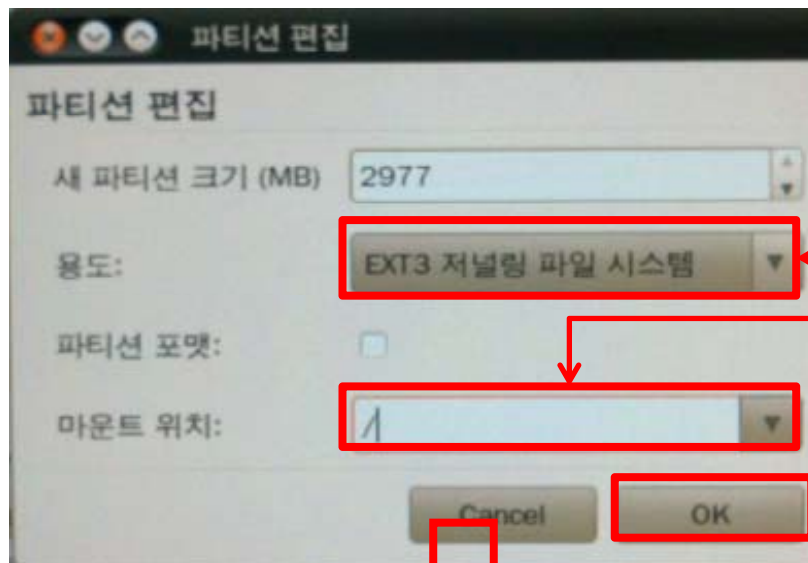 파티션 편집
파티션 편집
새 파티션 크기 (MB) 2977
용도: EXT3 저널링 파일 시스템
파티션 포맷:
마운트 위치: /
Cancel OK